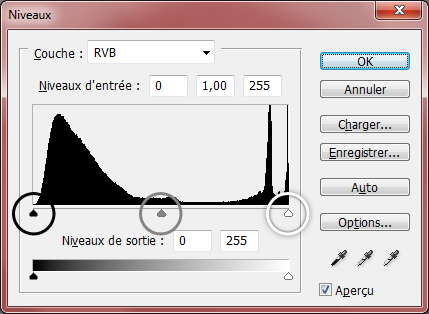 Niveaux
Couche : RVB
OK
Niveaux d'entrée : 0 1,00 255
Annuler
Charger...
Enregistrer...
Auto
Options...
Niveaux de sortie : 0 255
Aperçu